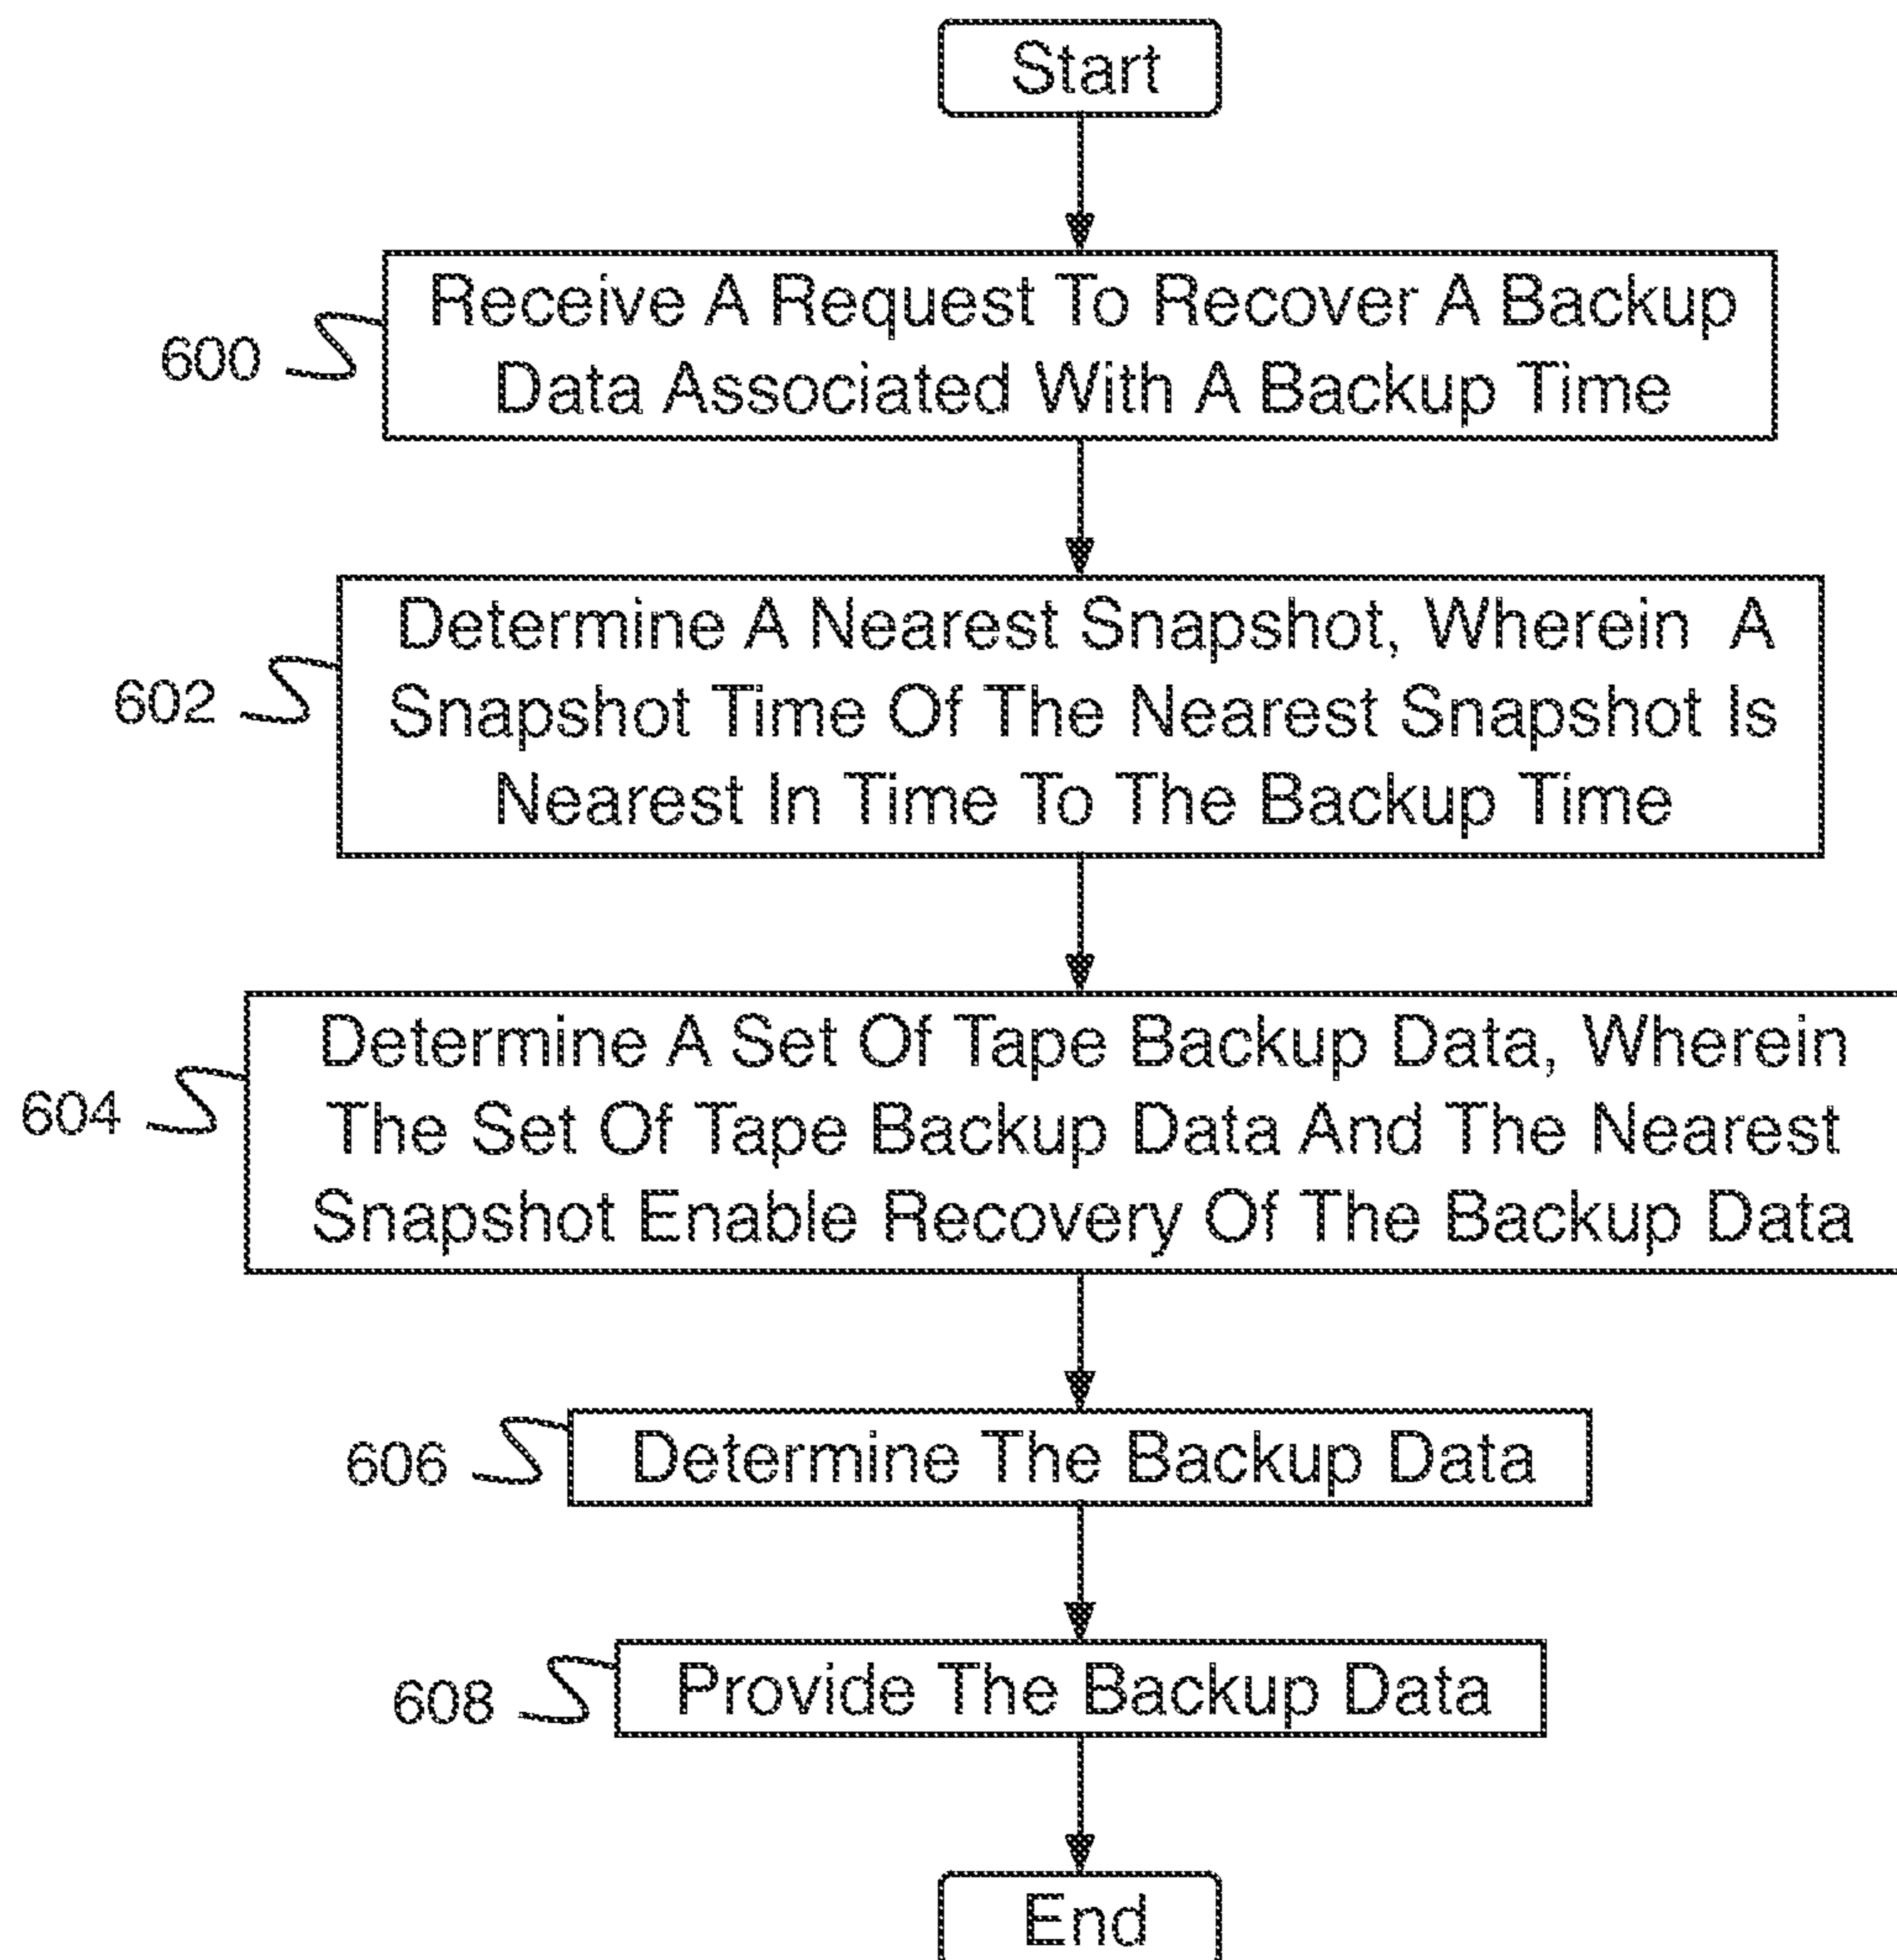 Start
Receive A Request To Recover A Backup
Data Associated With A Backup Time
600
Determine A Nearest Snapshot, Wherein A
Snapshot Time Of The Nearest Snapshot Is
Nearest In Time To The Backup Time
602
Determine A Set Of Tape Backup Data, Wherein
The Set Of Tape Backup Data And The Nearest
Snapshot Enable Recovery Of The Backup Data
604
Determine The Backup Data
606
Provide The Backup Data
608
End